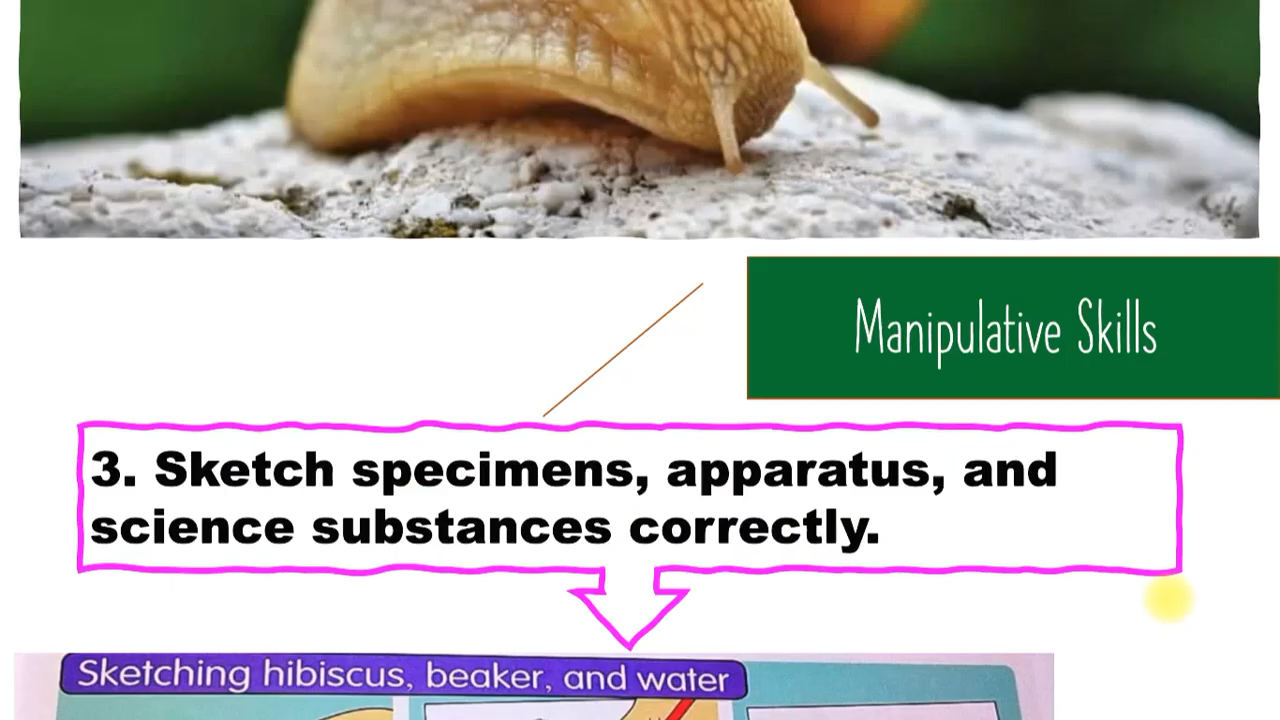 Manipulative Skills
3. Sketch specimens, apparatus, and
science substances correctly.
Sketching hibiscus, beaker, and water